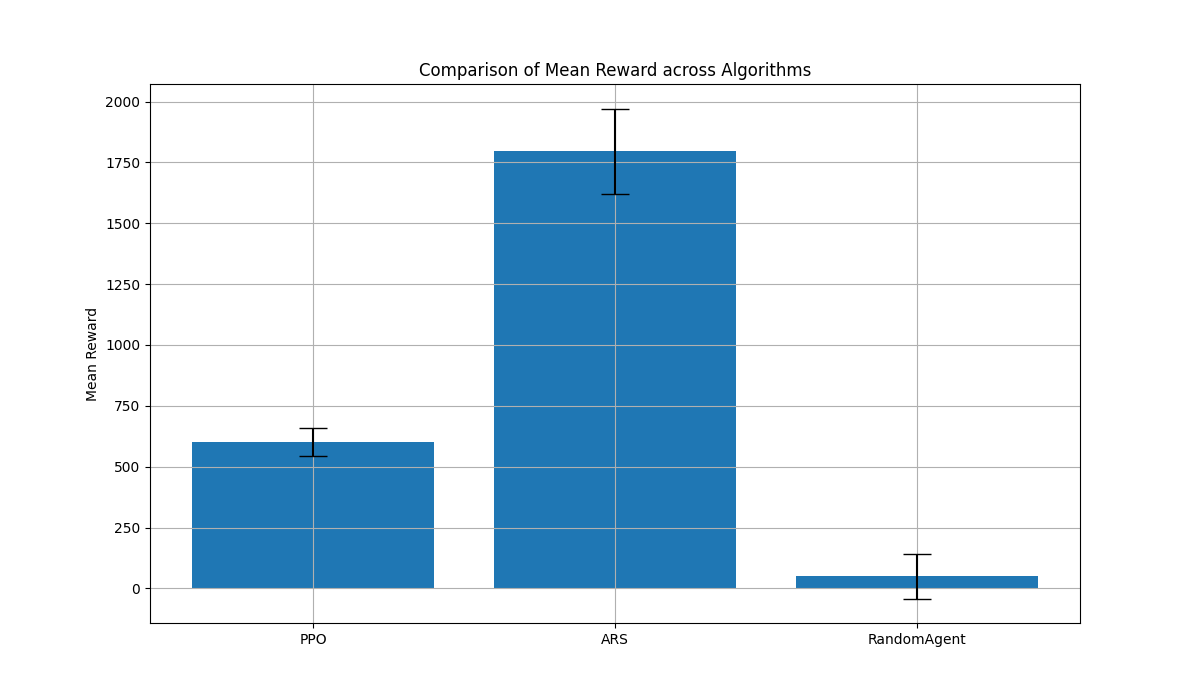 Comparison of Mean Reward across Algorithms
2000
1750
1500
1250
1000
750
500
250
0
Mean Reward
PPO
ARS
RandomAgent